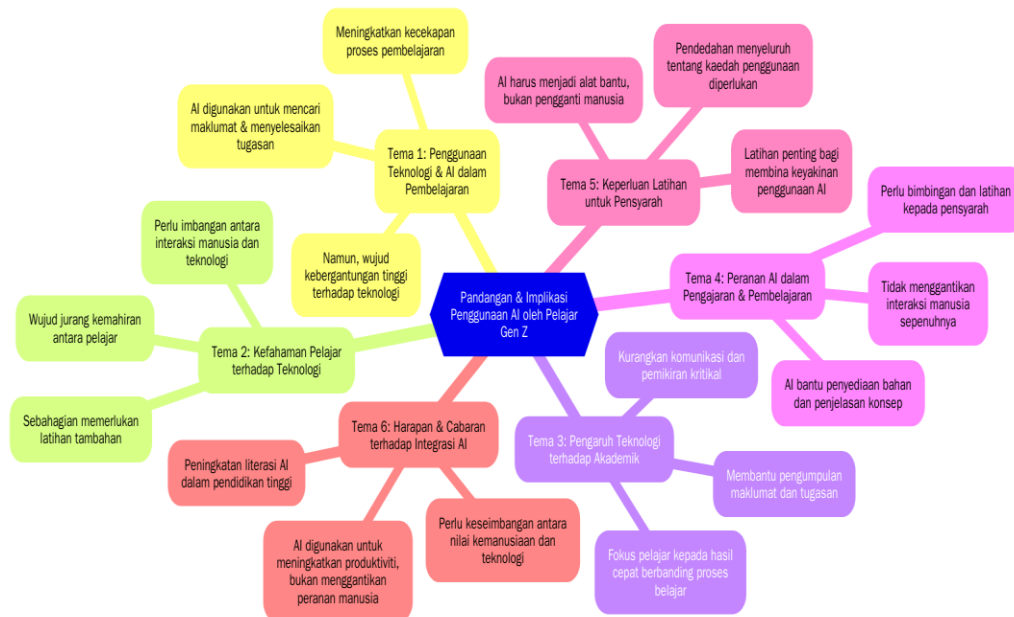 Pandangan & Implikasi
Penggunaan AI oleh Pelajar
Gen Z
Tema 1: Penggunaan
Teknologi & AI dalam
Pembelajaran
Meningkatkan kecekapan
proses pembelajaran
AI digunakan untuk mencari
maklumat & menyelesaikan
tugasan
Namun, wujud
kebergantungan tinggi
terhadap teknologi
Tema 2: Kefahaman Pelajar
terhadap Teknologi
Perlu imbangan antara
interaksi manusia dan
teknologi
Wujud jurang kemahiran
antara pelajar
Sebahagian memerlukan
latihan tambahan
Tema 3: Pengaruh Teknologi
terhadap Akademik
Kurangkan komunikasi dan
pemikiran kritikal
Membantu pengumpulan
maklumat dan tugasan
Fokus pelajar kepada hasil
cepat berbanding proses
belajar
Tema 4: Peranan AI dalam
Pengajaran & Pembelajaran
Perlu bimbingan dan latihan
kepada pensyarah
Tidak menggantikan
interaksi manusia
sepenuhnya
AI bantu penyediaan bahan
dan penjelasan konsep
Tema 5: Keperluan Latihan
untuk Pensyarah
AI harus menjadi alat bantu,
bukan pengganti manusia
Pendedahan menyeluruh
tentang kaedah penggunaan
diperlukan
Latihan penting bagi
membina keyakinan
penggunaan AI
Tema 6: Harapan & Cabaran
terhadap Integrasi AI
Peningkatan literasi AI
dalam pendidikan tinggi
AI digunakan untuk
meningkatkan produktiviti,
bukan menggantikan
peranan manusia
Perlu keseimbangan antara
nilai kemanusiaan dan
teknologi